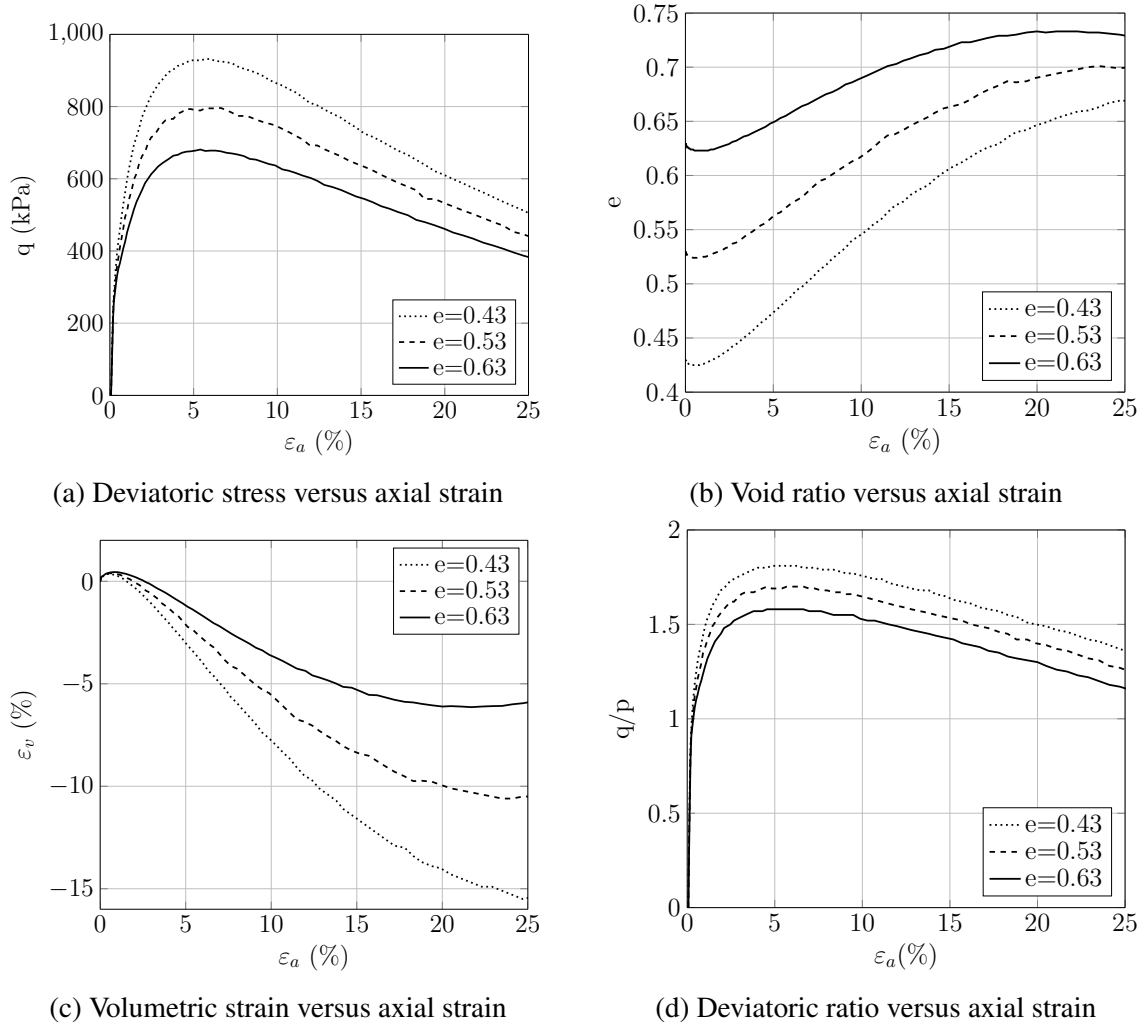 1,000
800
600
400
200
0
q (kPa)
0 5 10 15 20 25
εa (%)
e=0.43
e=0.53
e=0.63
(a) Deviatoric stress versus axial strain
0.75
0.7
0.65
0.6
0.55
0.5
0.45
0.4
e
0 5 10 15 20 25
εa (%)
e=0.43
e=0.53
e=0.63
(b) Void ratio versus axial strain
0
−5
−10
−15
εv (%)
0 5 10 15 20 25
εa (%)
e=0.43
e=0.53
e=0.63
(c) Volumetric strain versus axial strain
2
1.5
1
0.5
0
q/p
0 5 10 15 20 25
εa(%)
e=0.43
e=0.53
e=0.63
(d) Deviatoric ratio versus axial strain